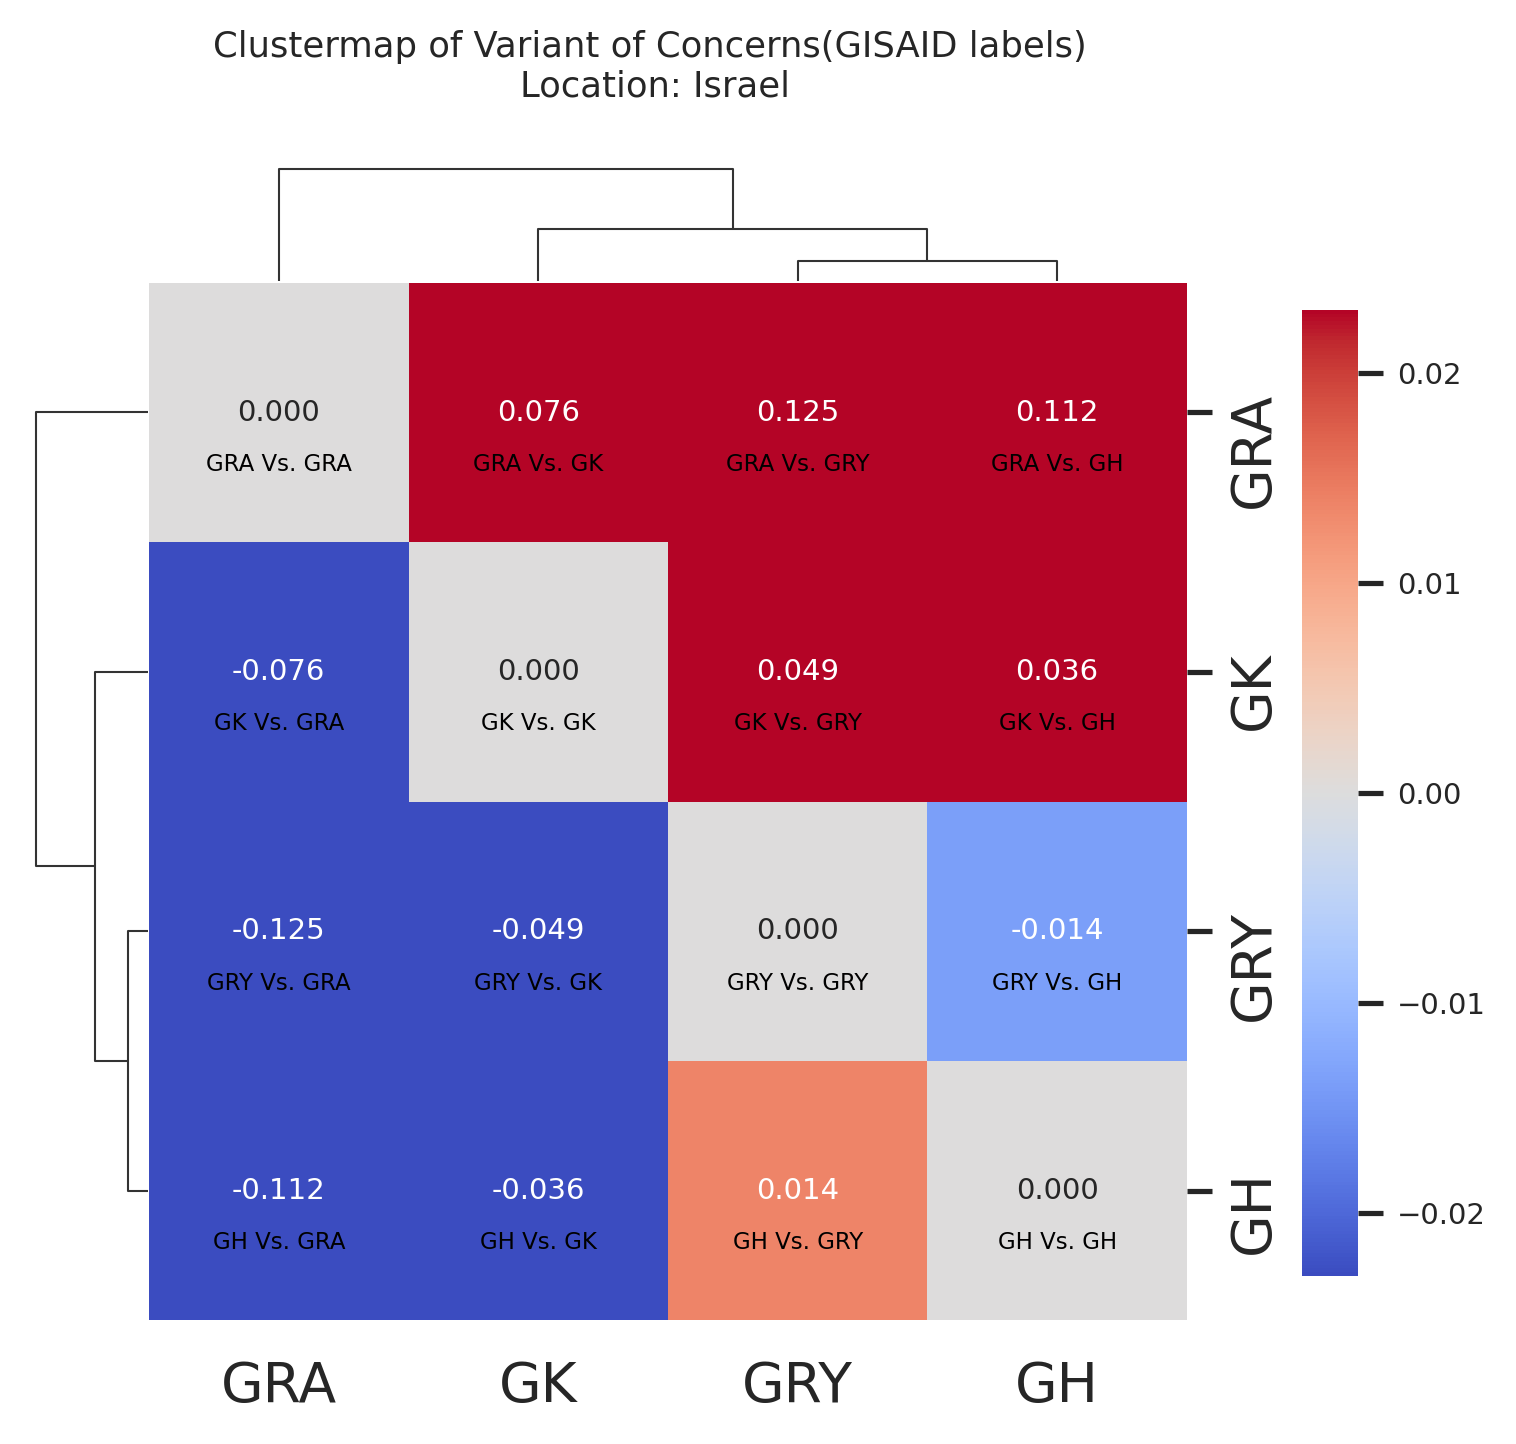 Clustermap of Variant of Concerns(GISAID labels)
Location: Israel
0.000 0.076 0.125 0.112
GRA Vs. GRA GRA Vs. GK GRA Vs. GRY GRA Vs. GH
GRA
-0.076 0.000 0.049 0.036
GK Vs. GRA GK Vs. GK GK Vs. GRY GK Vs. GH
GK
-0.125 -0.049 0.000 -0.014
GRY Vs. GRA GRY Vs. GK GRY Vs. GRY GRY Vs. GH
GRY
-0.112 -0.036 0.014 0.000
GH Vs. GRA GH Vs. GK GH Vs. GRY GH Vs. GH
GH
GRA GK GRY GH
0.02
0.01
0.00
−0.01
−0.02